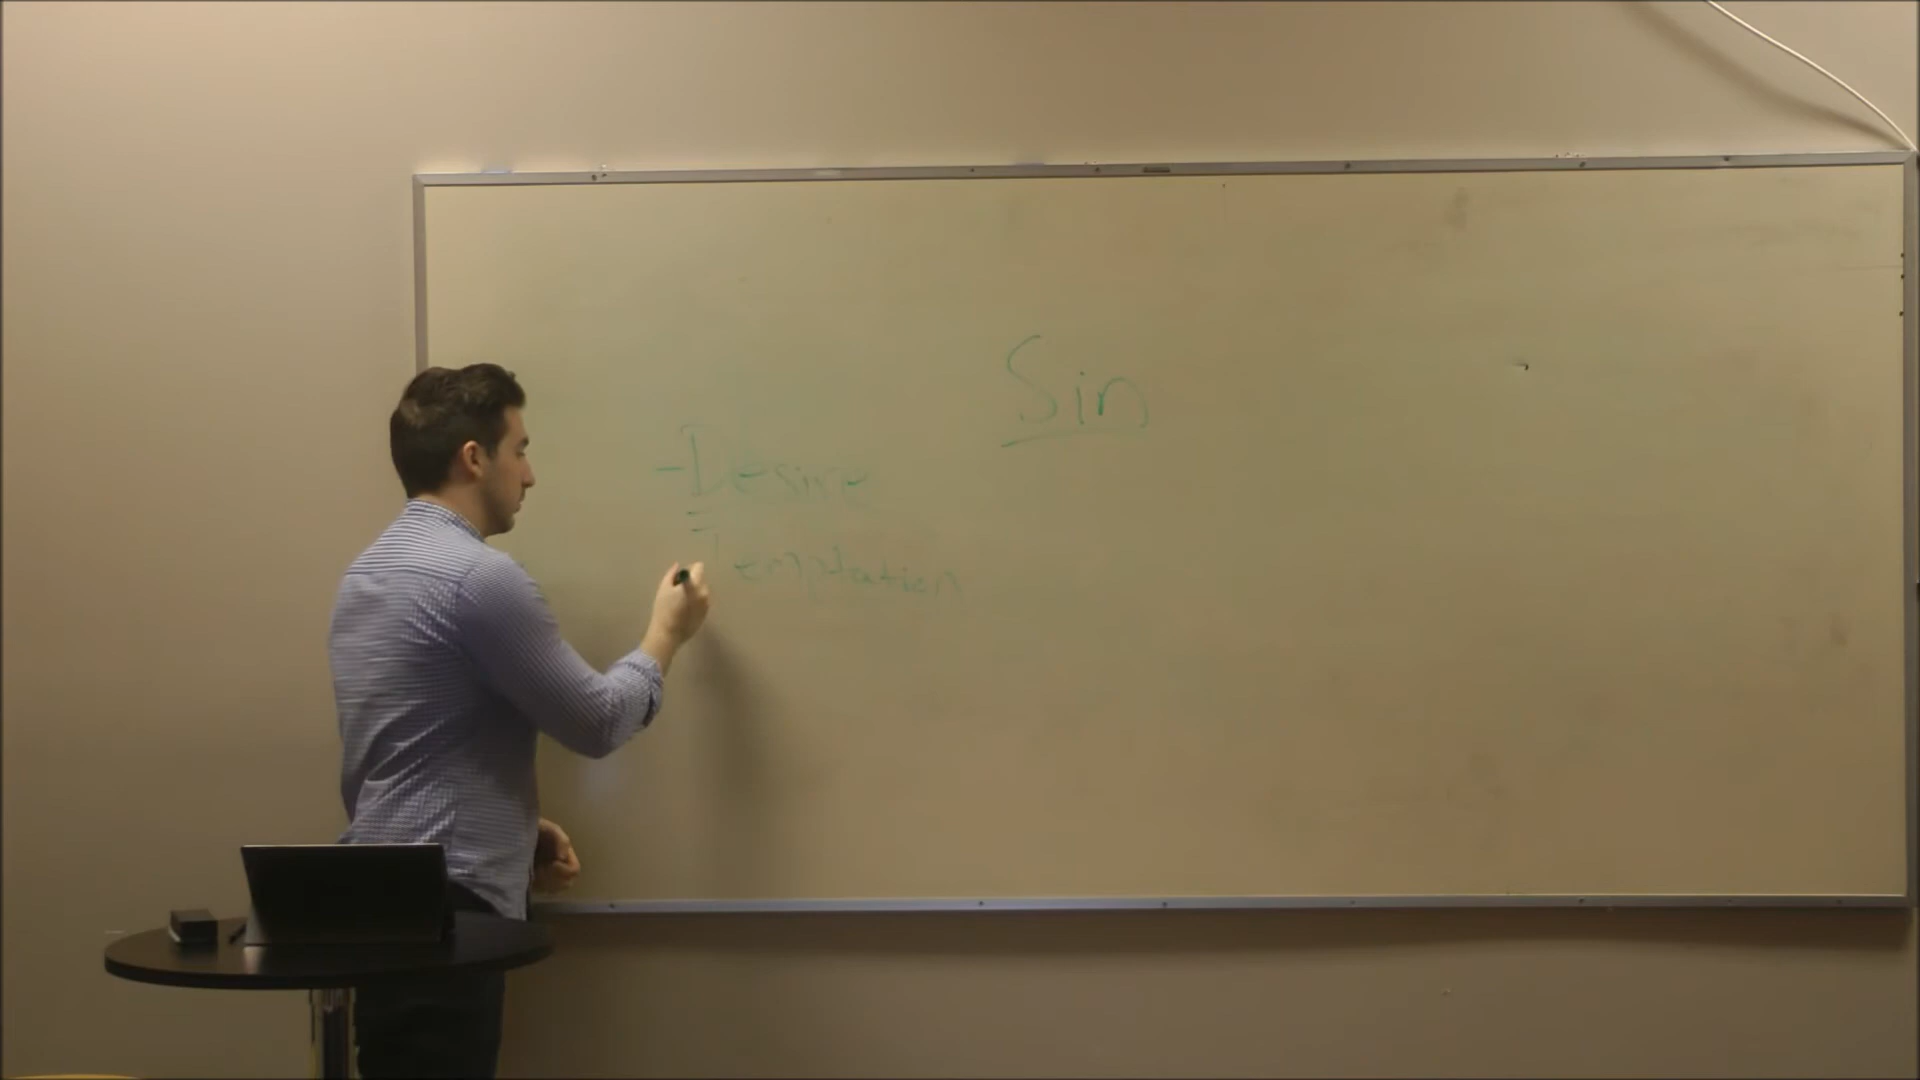 Sin
-Desire
=
Temptation